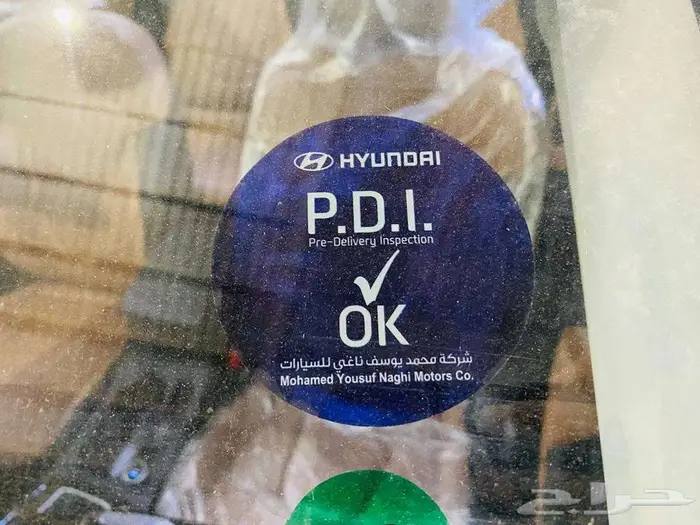 HYUNDAI
P.D.I.
Pre-Delivery Inspection
OK
شركة محمد يوسف ناغي للسيارات
Mohamed Yousuf Naghi Motors Co.
حراج